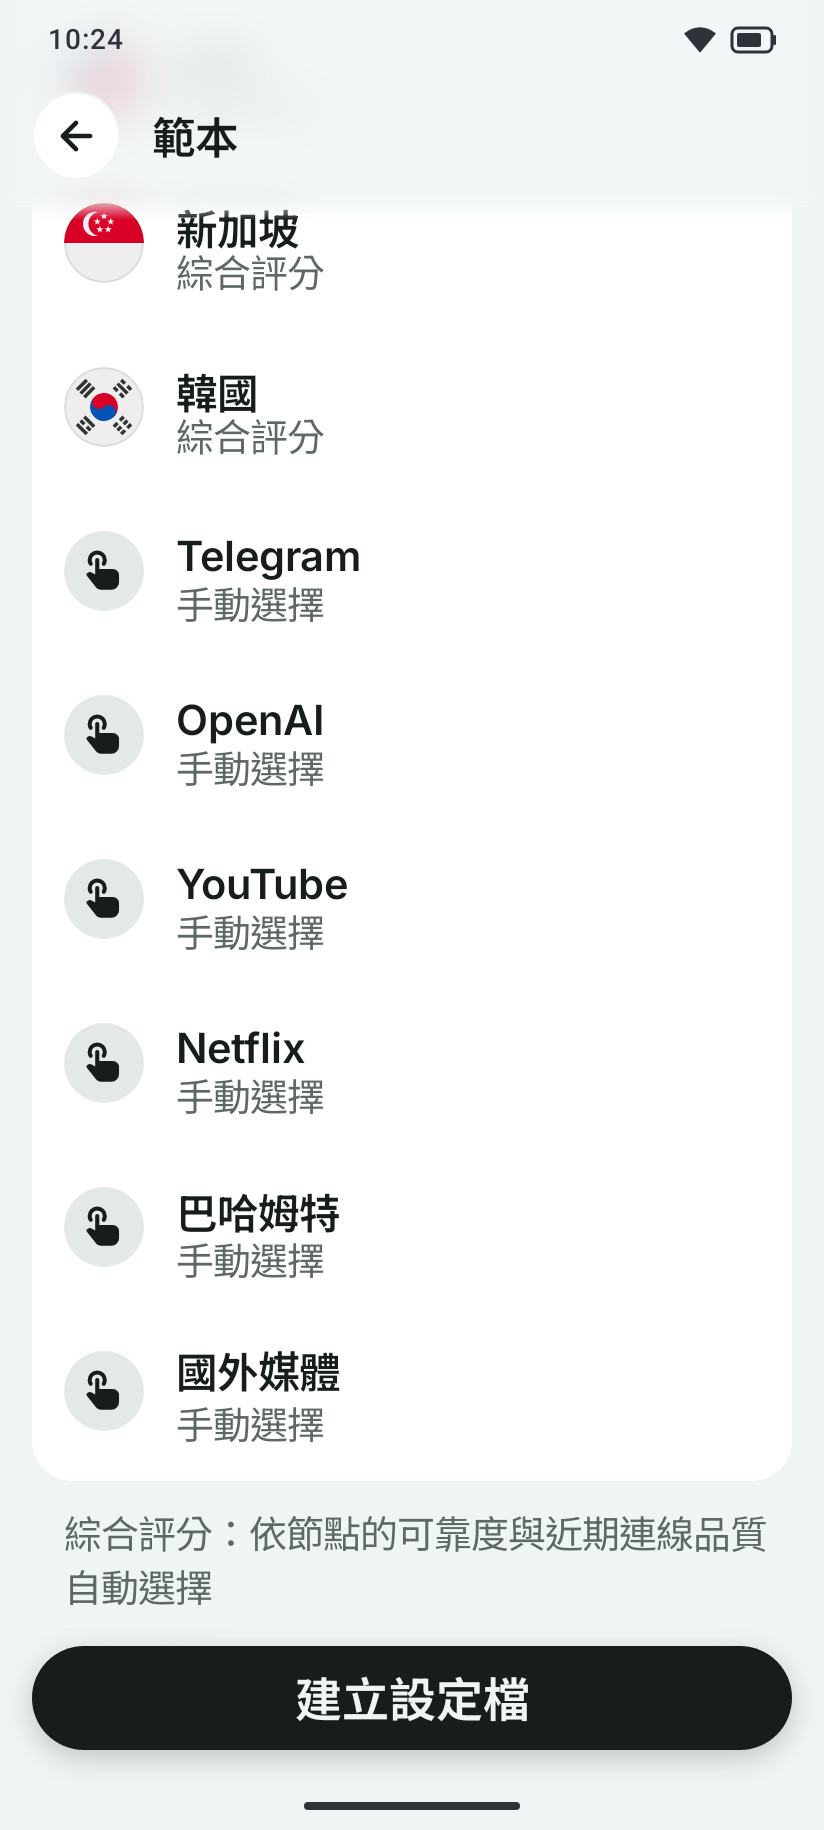 10:24
範本
新加坡
綜合評分
韓國
綜合評分
Telegram
手動選擇
OpenAI
手動選擇
YouTube
手動選擇
Netflix
手動選擇
巴哈姆特
手動選擇
國外媒體
手動選擇
綜合評分：依節點的可靠度與近期連線品質
自動選擇
建立設定檔